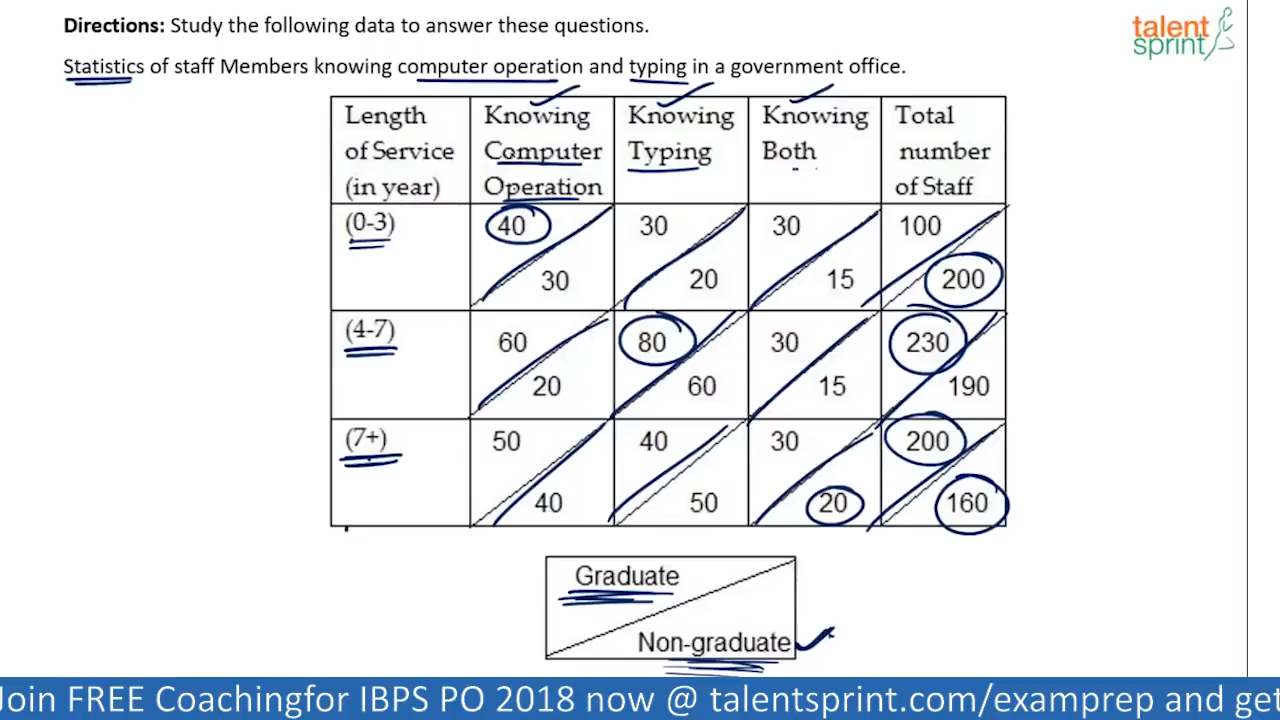 Directions: Study the following data to answer these questions.
talent
sprint
Statistics of staff Members knowing computer operation and typing in a government office.
Length of Service (in year) Knowing Computer Operation Knowing Typing Knowing Both Total number of Staff
(0-3) 40 30 30 100
30 20 15 200
(4-7) 60 80 30 230
20 60 15 190
(7+) 50 40 30 200
40 50 20 160
Graduate
Non-graduate
Join FREE Coachingfor IBPS PO 2018 now @ talentsprint.com/examprep and get